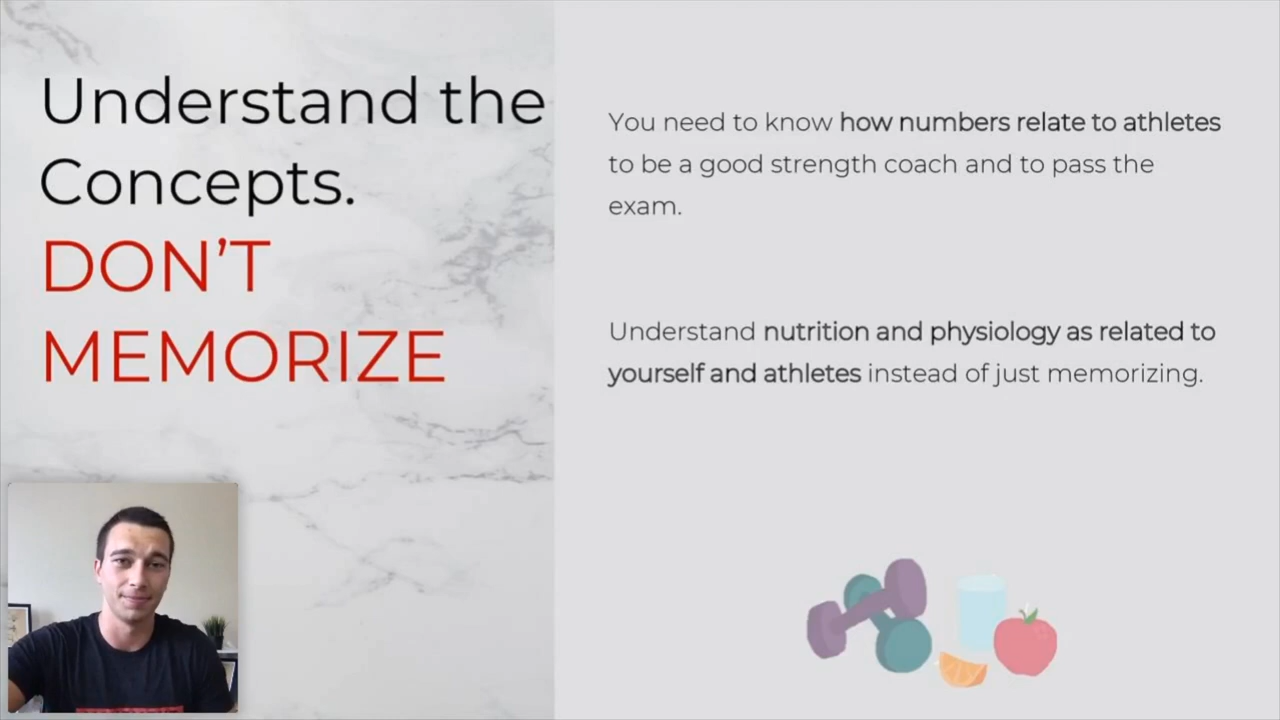 Understand the
Concepts.
DON’T
MEMORIZE
You need to know how numbers relate to athletes
to be a good strength coach and to pass the
exam.
Understand nutrition and physiology as related to
yourself and athletes instead of just memorizing.